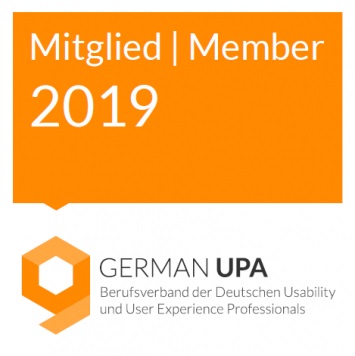 Mitglied | Member
2019
GERMAN UPA
Berufsverband der Deutschen Usability
und User Experience Professionals